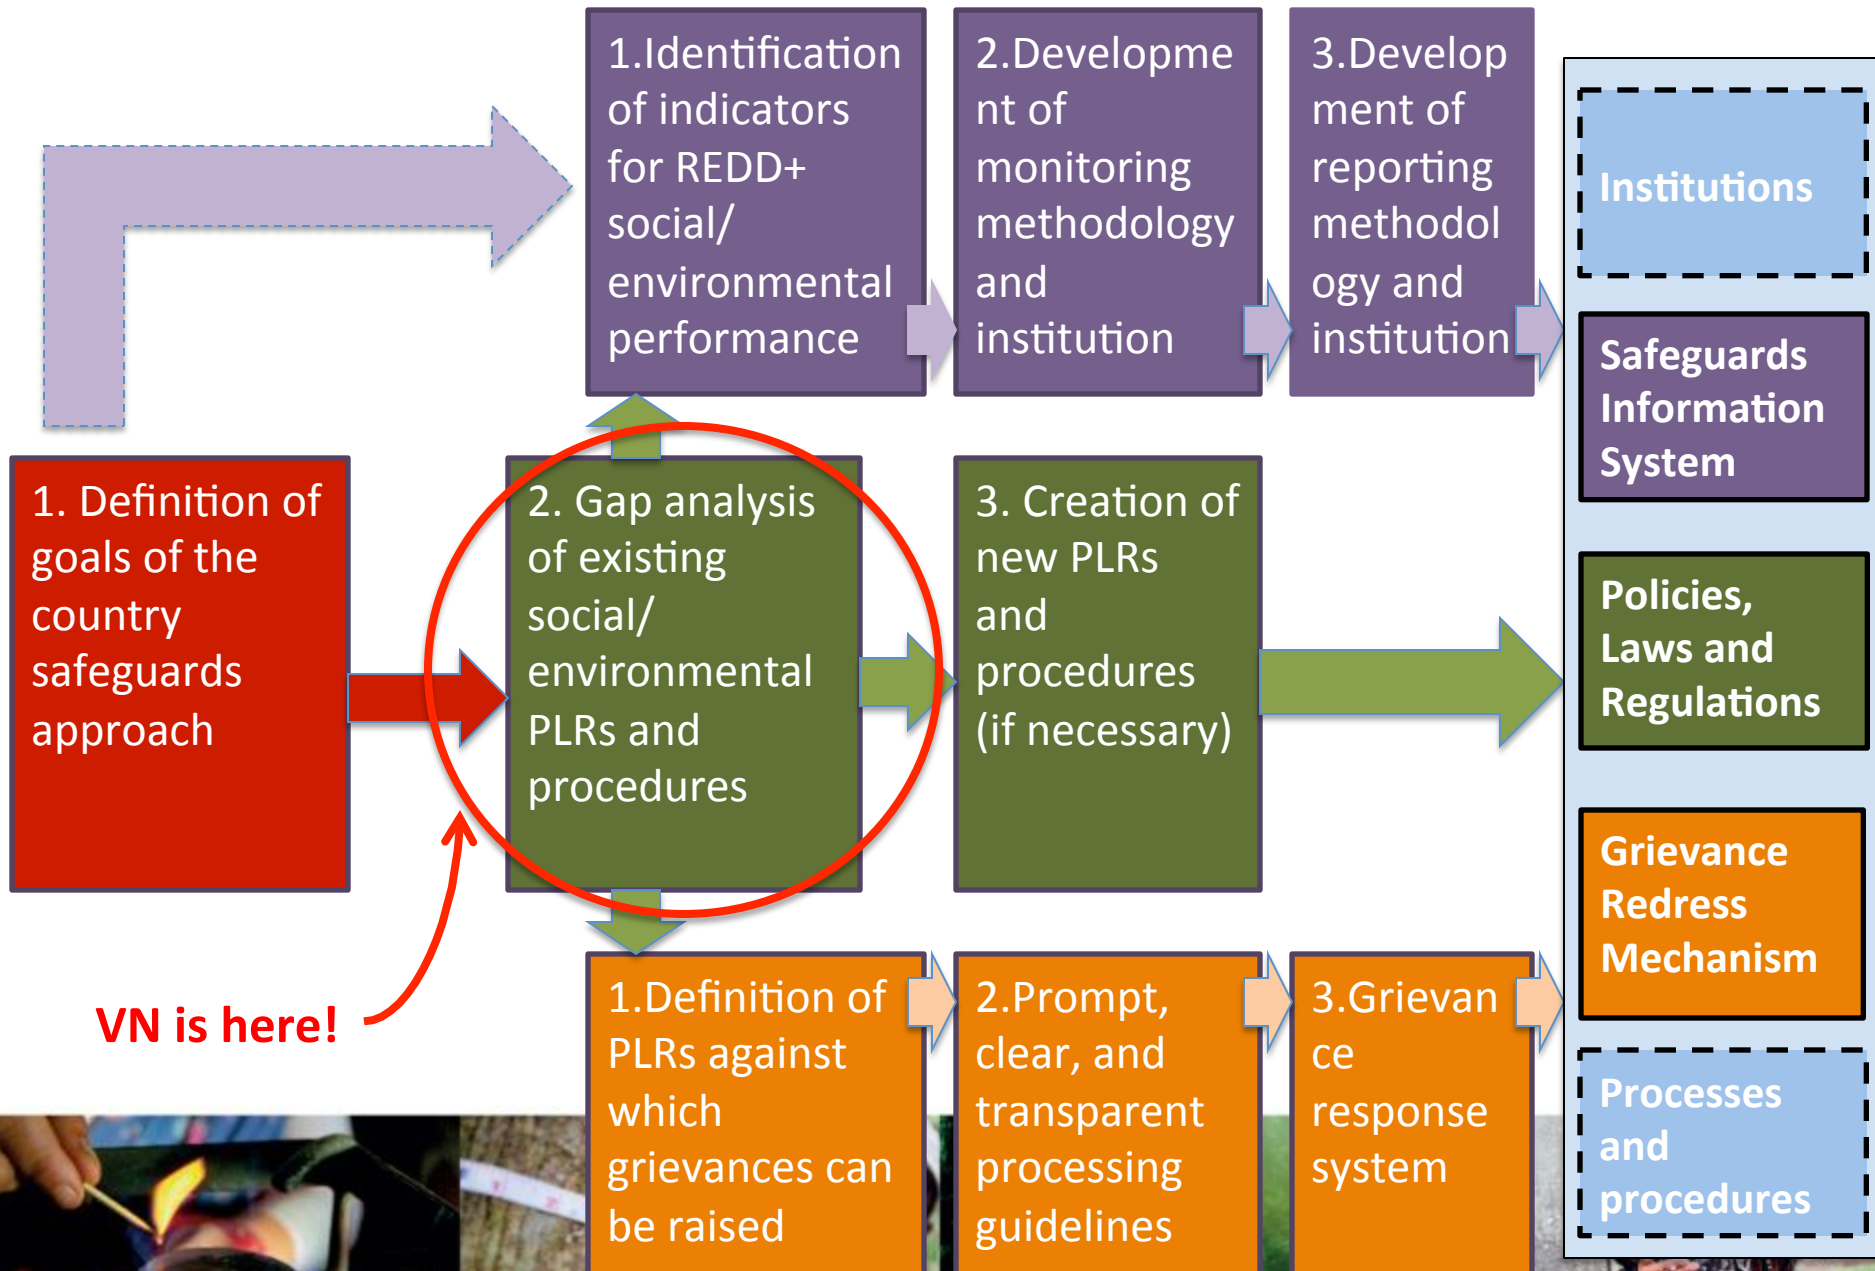 1.Identification
of indicators
for REDD+
social/
environmental
performance
2.Developme
nt of
monitoring
methodology
and
institution
3.Develop
ment of
reporting
methodol
ogy and
institution
Institutions
Safeguards
Information
System
1. Definition of
goals of the
country
safeguards
approach
2. Gap analysis
of existing
social/
environmental
PLRs and
procedures
3. Creation of
new PLRs
and
procedures
(if necessary)
Policies,
Laws and
Regulations
VN is here!
1.Definition of
PLRs against
which
grievances can
be raised
2.Prompt,
clear, and
transparent
processing
guidelines
3.Grievan
ce
response
system
Grievance
Redress
Mechanism
Processes
and
procedures